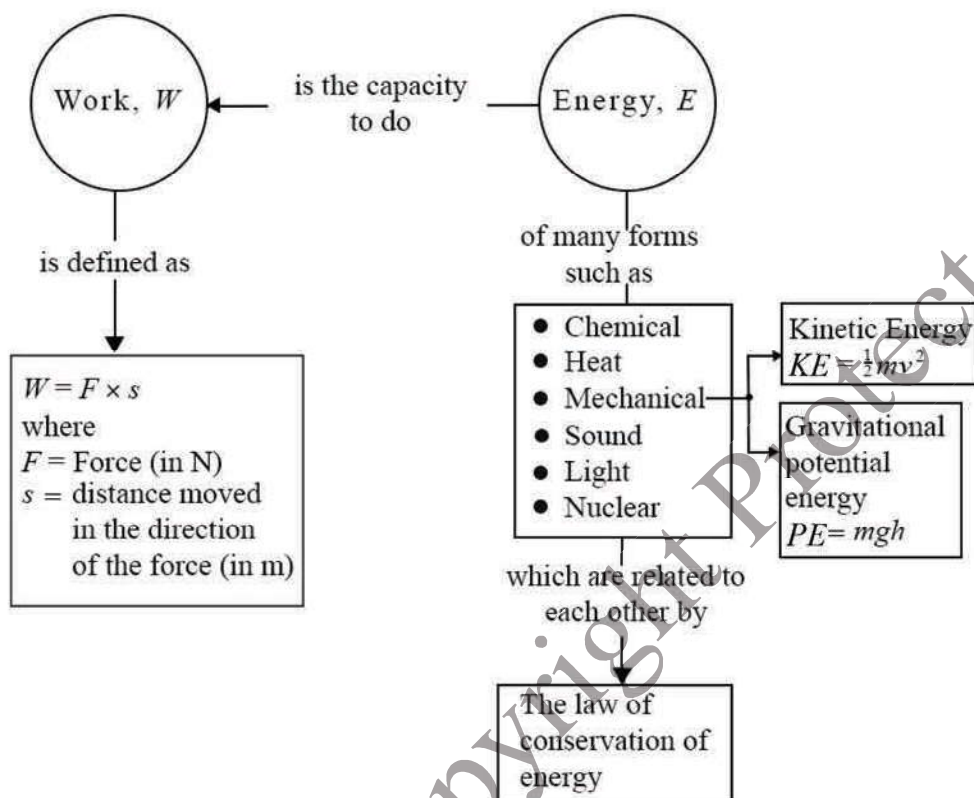 Work, W
is the capacity
to do
Energy, E
is defined as
of many forms
such as
W = F × s
where
F = Force (in N)
s = distance moved
in the direction
of the force (in m)
● Chemical
● Heat
● Mechanical
● Sound
● Light
● Nuclear
Kinetic Energy
KE = ½mv²
Gravitational
potential
energy
PE = mgh
which are related to
each other by
The law of
conservation of
energy
pyright Protect